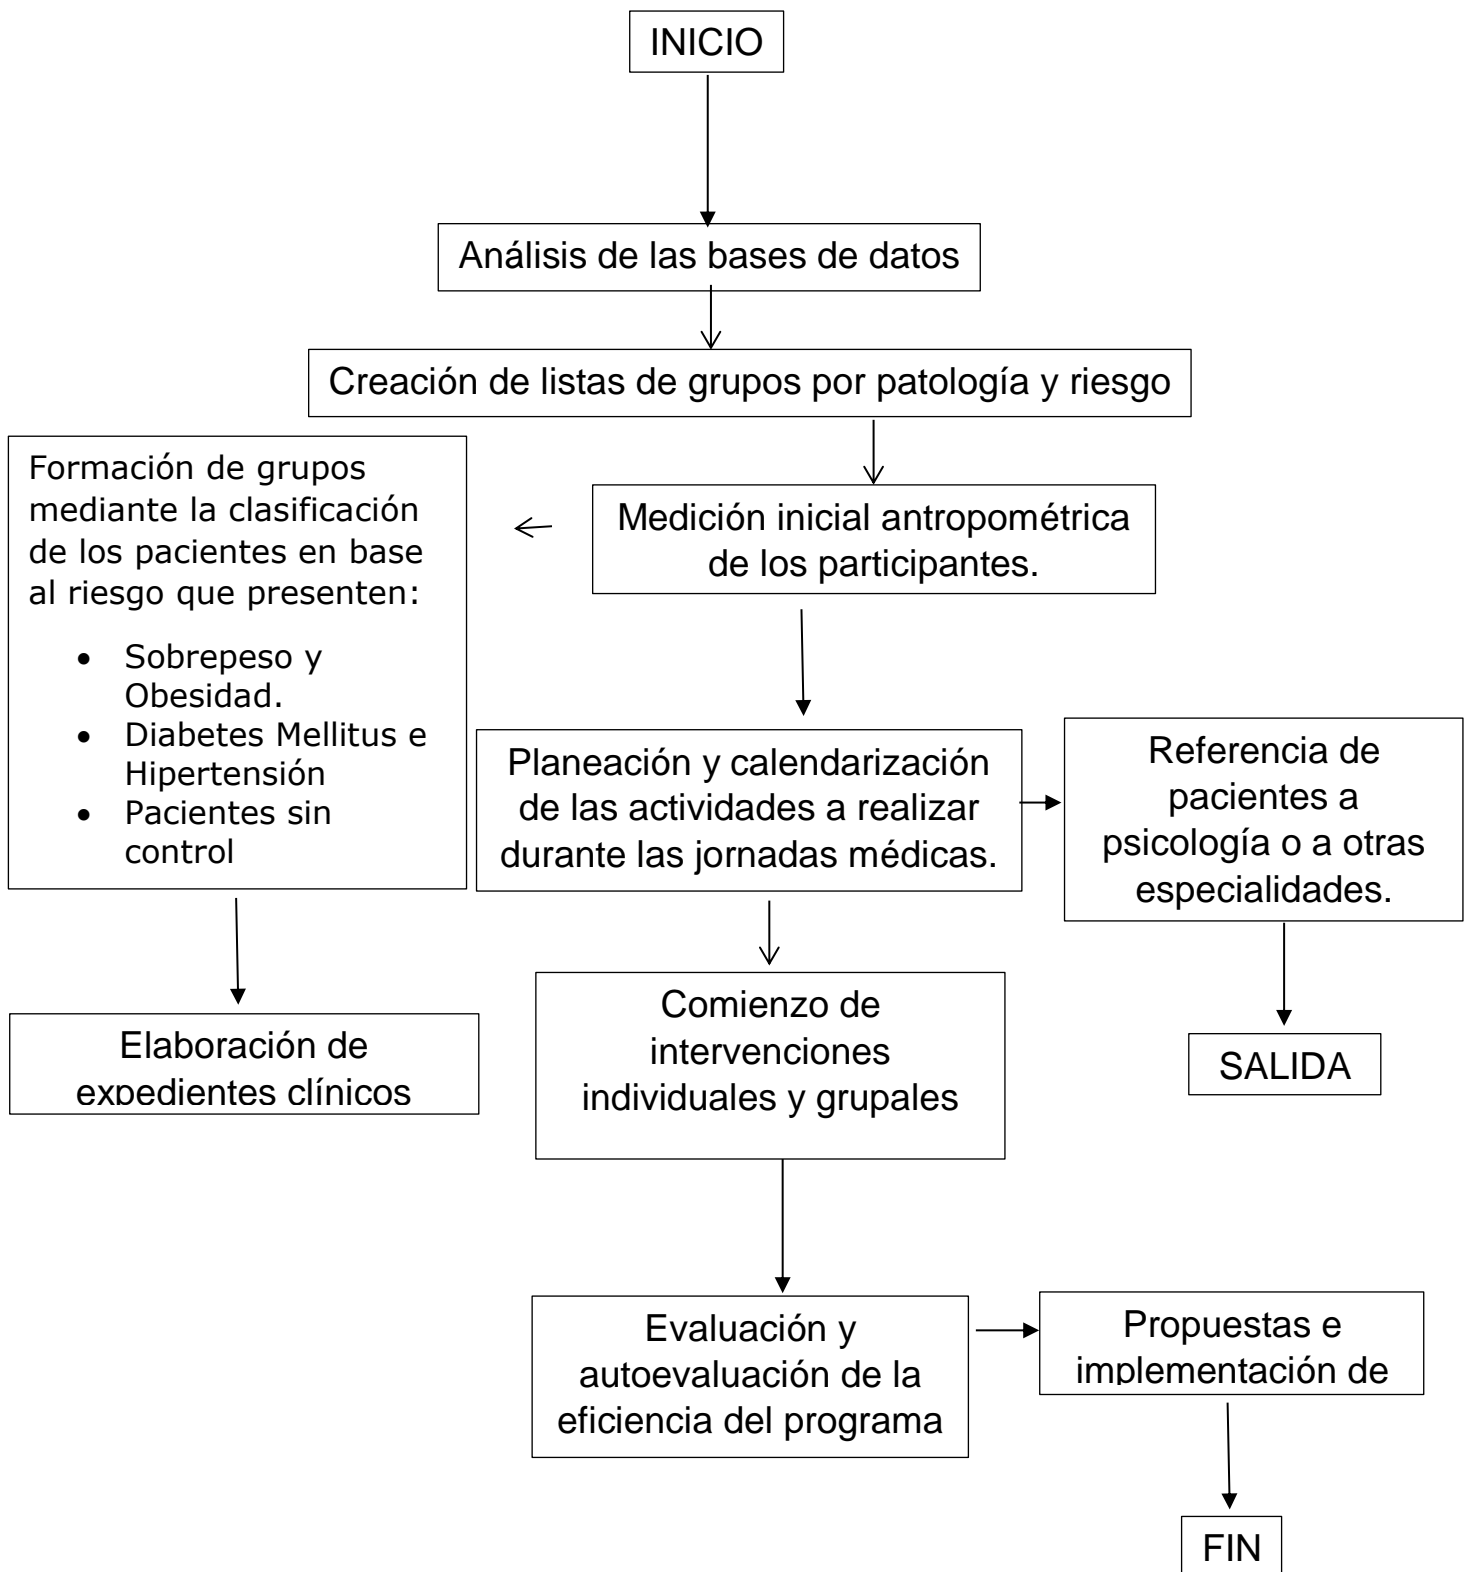 INICIO
Análisis de las bases de datos
Creación de listas de grupos por patología y riesgo
Formación de grupos
mediante la clasificación
de los pacientes en base
al riesgo que presenten:
• Sobrepeso y
Obesidad.
• Diabetes Mellitus e
Hipertensión
• Pacientes sin
control
Medición inicial antropométrica
de los participantes.
Planeación y calendarización
de las actividades a realizar
durante las jornadas médicas.
Referencia de
pacientes a
psicología o a otras
especialidades.
Elaboración de
expedientes clínicos
Comienzo de
intervenciones
individuales y grupales
SALIDA
Evaluación y
autoevaluación de la
eficiencia del programa
Propuestas e
implementación de
FIN